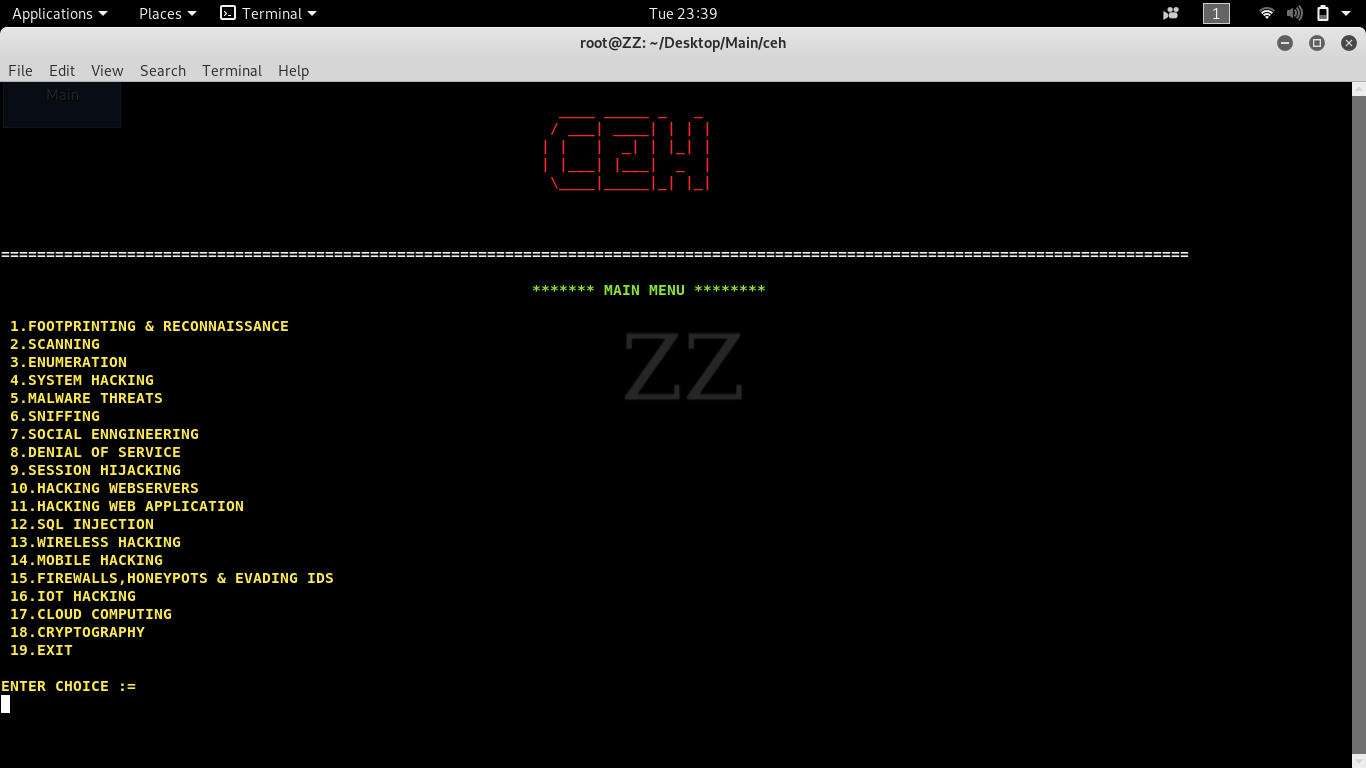 Applications Places Terminal Tue 23:39 1
root@ZZ: ~/Desktop/Main/ceh
File Edit View Search Terminal Help
Main
CEH
====================================================================================================================================
******* MAIN MENU ********
ZZ
1.FOOTPRINTING & RECONNAISSANCE
2.SCANNING
3.ENUMERATION
4.SYSTEM HACKING
5.MALWARE THREATS
6.SNIFFING
7.SOCIAL ENNGINEERING
8.DENIAL OF SERVICE
9.SESSION HIJACKING
10.HACKING WEBSERVERS
11.HACKING WEB APPLICATION
12.SQL INJECTION
13.WIRELESS HACKING
14.MOBILE HACKING
15.FIREWALLS,HONEYPOTS & EVADING IDS
16.IOT HACKING
17.CLOUD COMPUTING
18.CRYPTOGRAPHY
19.EXIT
ENTER CHOICE :=